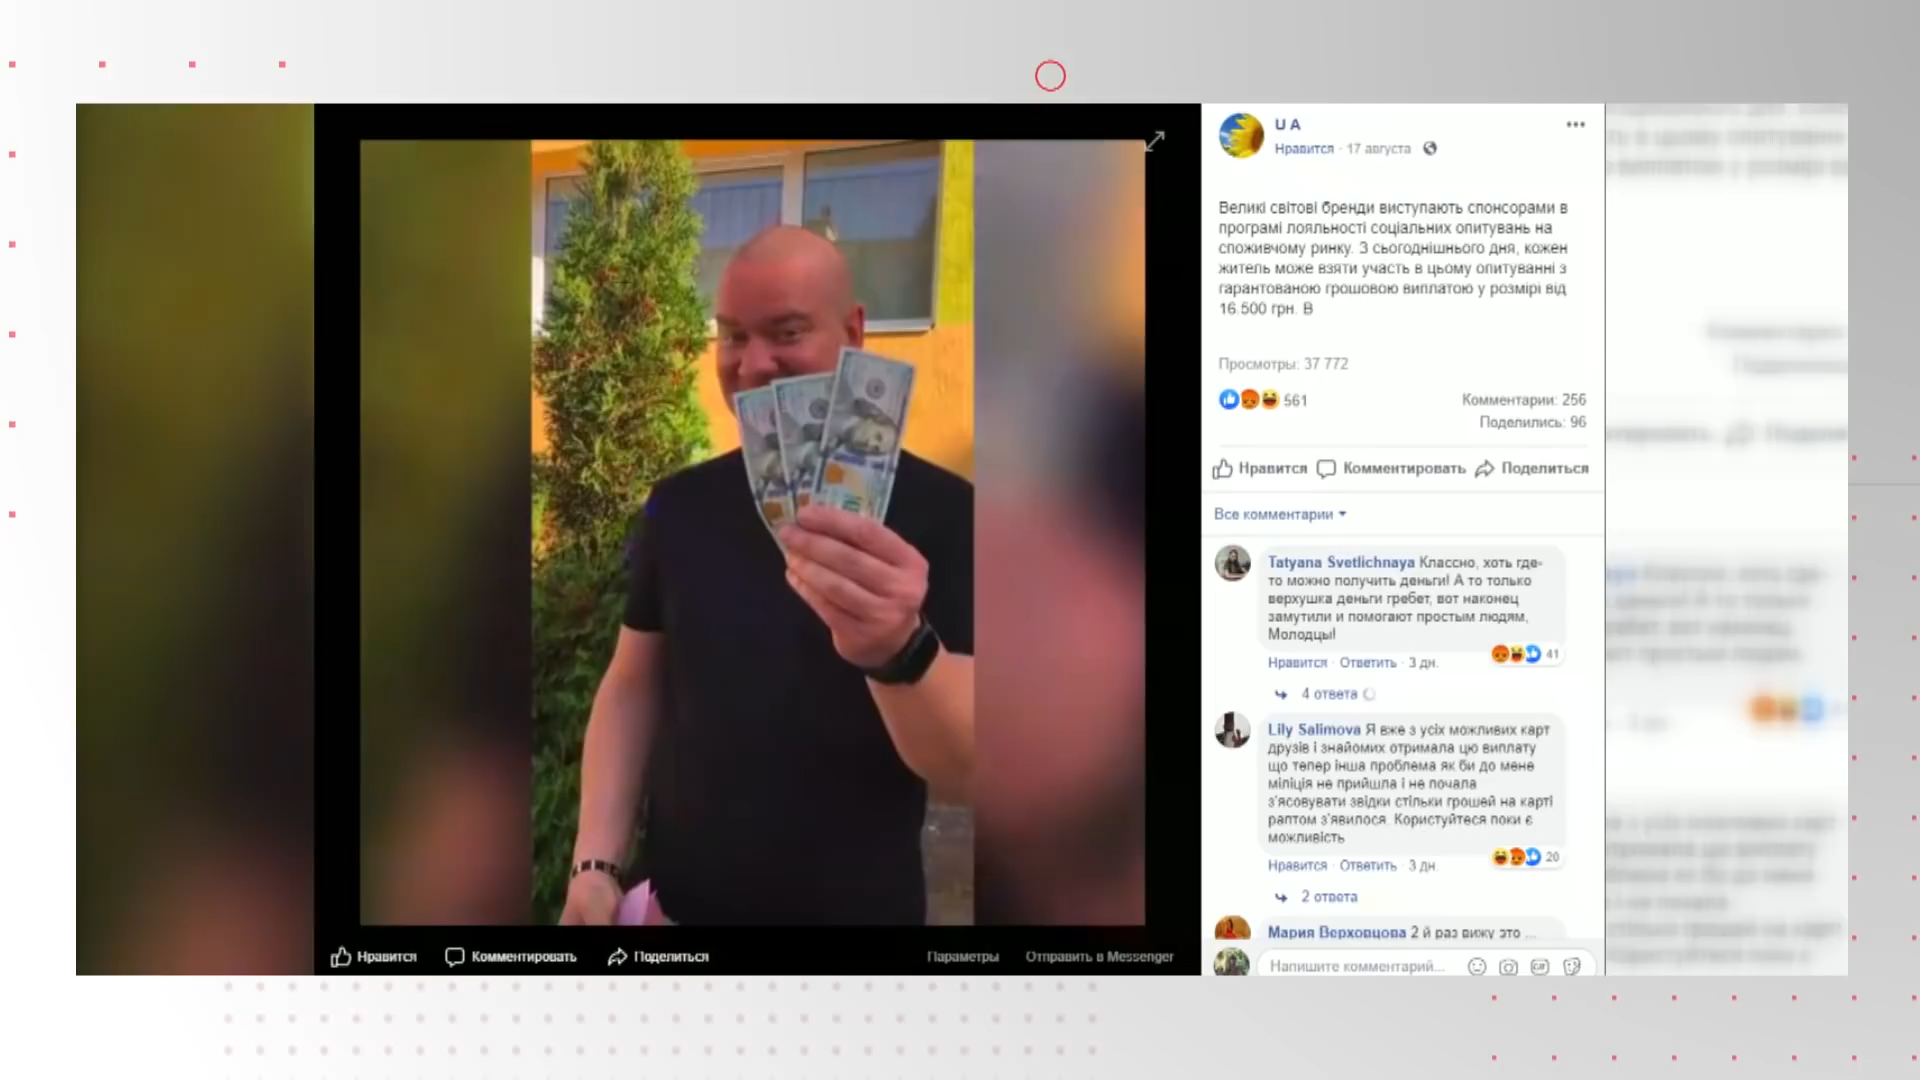 U A
Нравится · 17 августа
Великі світові бренди виступають спонсорами в
програмі лояльності соціальних опитувань на
споживчому ринку. З сьогоднішнього дня, кожен
житель може взяти участь в цьому опитуванні з
гарантованою грошовою виплатою у розмірі від
16.500 грн. В
Просмотры: 37 772
561
Комментарии: 256
Поделились: 96
Нравится Комментировать Поделиться
Все комментарии
Tatyana Svetlichnaya Классно, хоть где-
то можно получить деньги! А то только
верхушка деньги гребет, вот наконец
замутили и помогают простым людям,
Молодцы!
41
Нравится · Ответить · 3 дн.
4 ответа
Lily Salimova Я вже з усіх можливих карт
друзів і знайомих отримала цю виплату
що тепер інша проблема як би до мене
міліція не прийшла і не почала
з'ясовувати звідки стільки грошей на карті
раптом з'явилося. Користуйтеся поки є
можливість
20
Нравится · Ответить · 3 дн.
2 ответа
Мария Верховцова 2 й раз вижу это ...
Напишите комментарий...
GIF
Нравится Комментировать Поделиться Параметры Отправить в Messenger